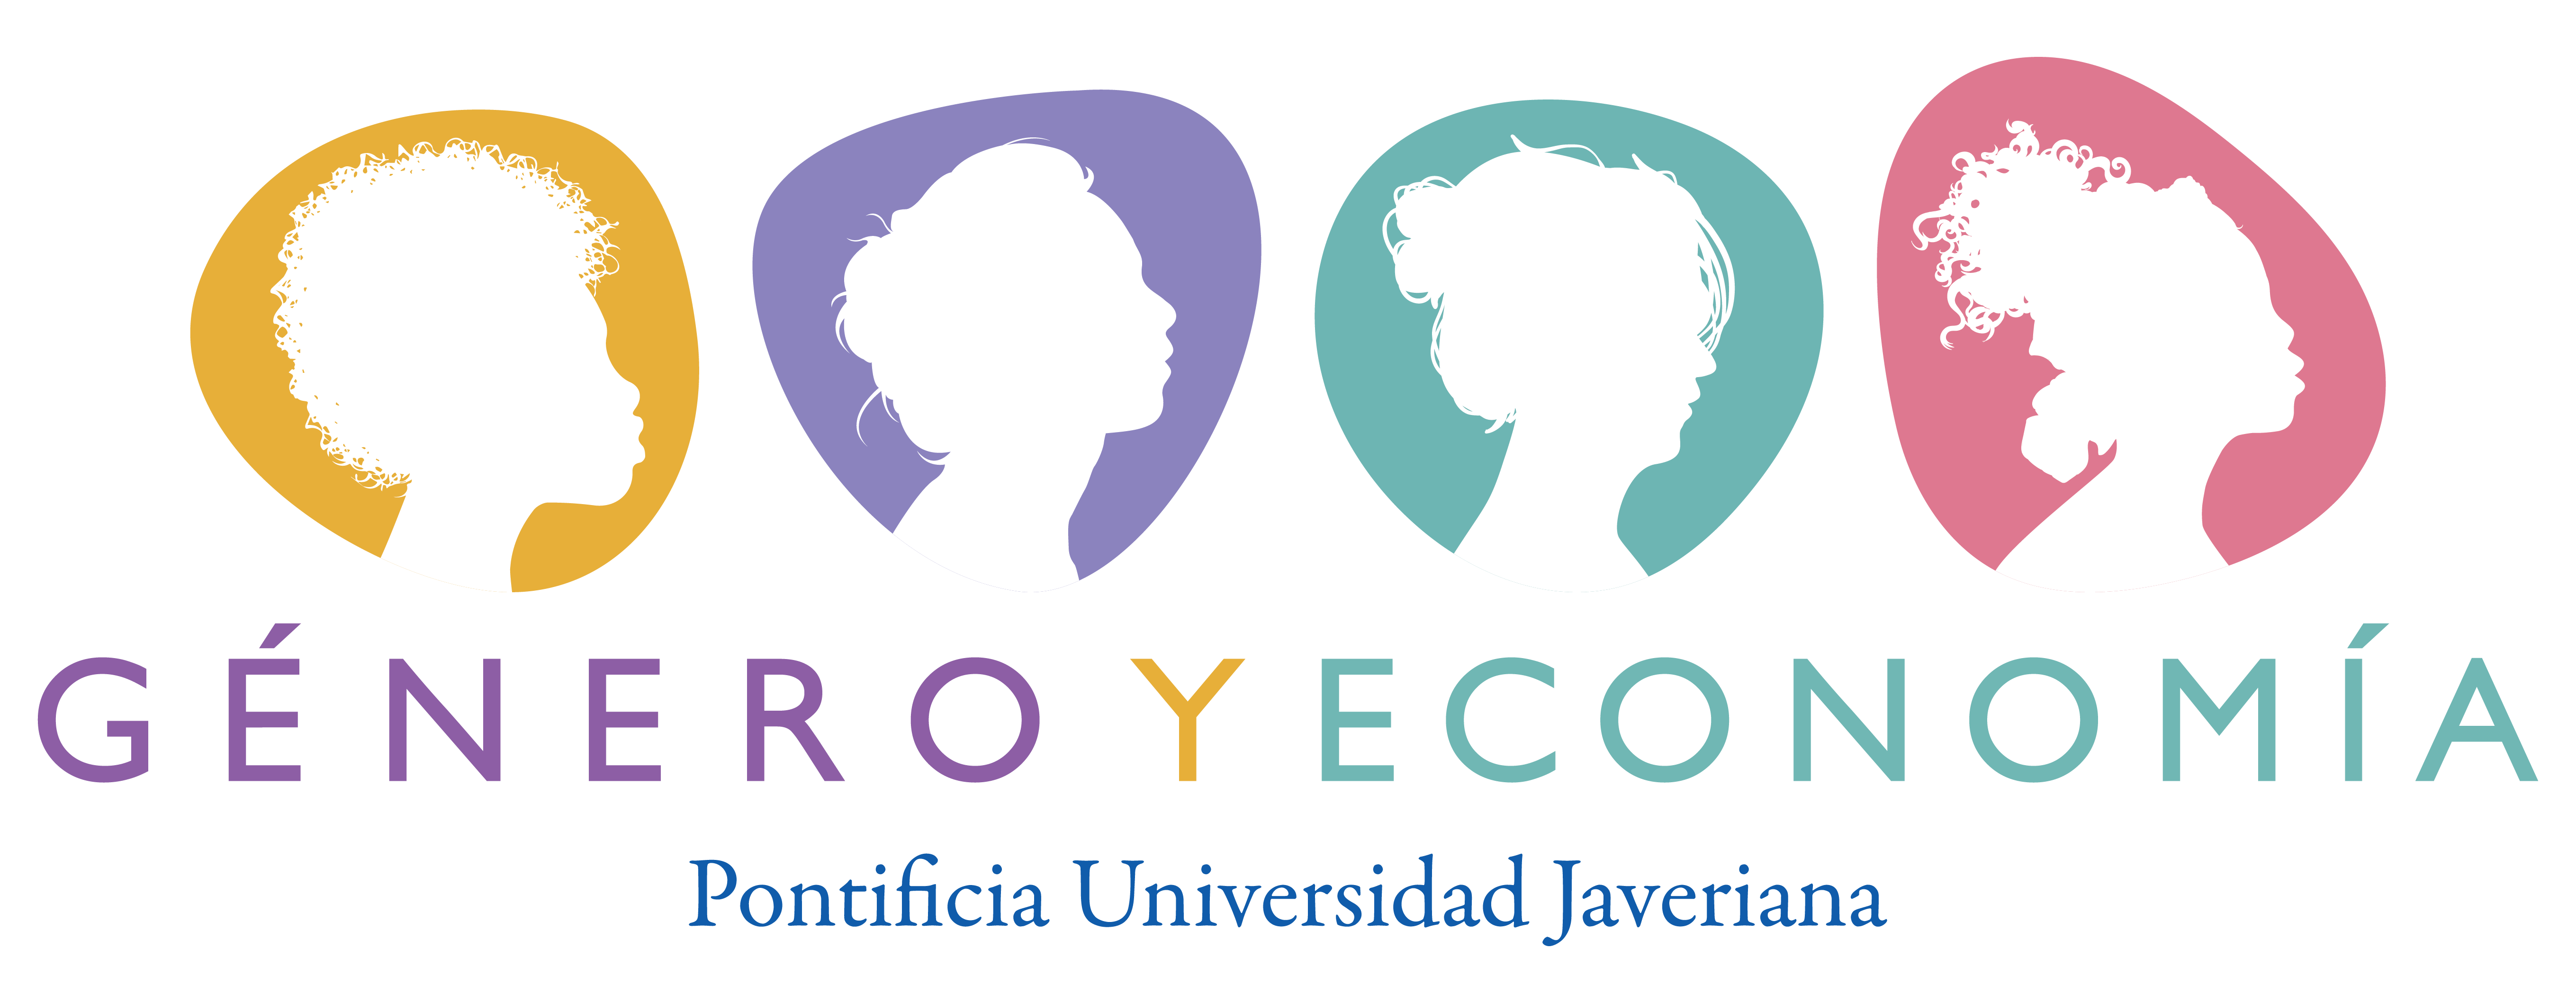 GÉNERO Y ECONOMÍA
Pontificia Universidad Javeriana